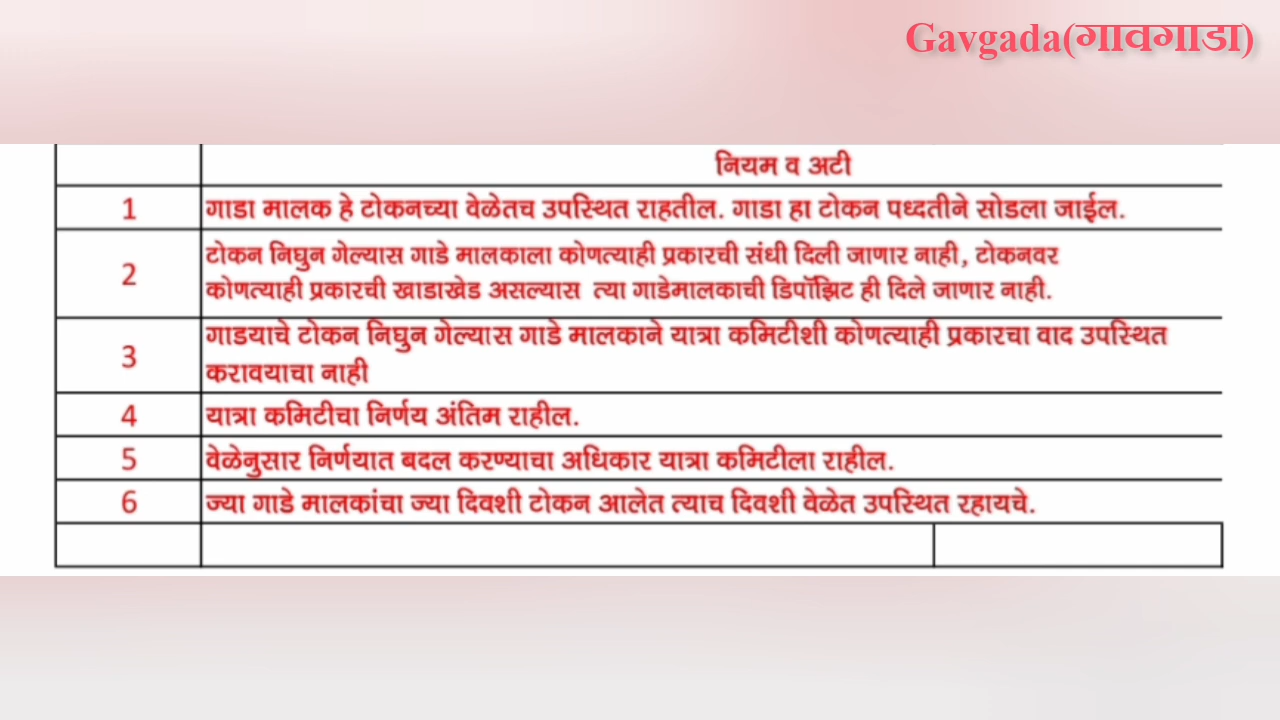 Gavgada(गावगाडा)
नियम व अटी
1 गाडा मालक हे टोकनच्या वेळेतच उपस्थित राहतील. गाडा हा टोकन पध्दतीने सोडला जाईल.
2 टोकन निघुन गेल्यास गाडे मालकाला कोणत्याही प्रकारची संधी दिली जाणार नाही, टोकनवर
कोणत्याही प्रकारची खाडाखेड असल्यास त्या गाडेमालकाची डिपॉझिट ही दिले जाणार नाही.
3 गाडयाचे टोकन निघुन गेल्यास गाडे मालकाने यात्रा कमिटीशी कोणत्याही प्रकारचा वाद उपस्थित
करावयाचा नाही
4 यात्रा कमिटीचा निर्णय अंतिम राहील.
5 वेळेनुसार निर्णयात बदल करण्याचा अधिकार यात्रा कमिटीला राहील.
6 ज्या गाडे मालकांचा ज्या दिवशी टोकन आलेत त्याच दिवशी वेळेत उपस्थित रहायचे.